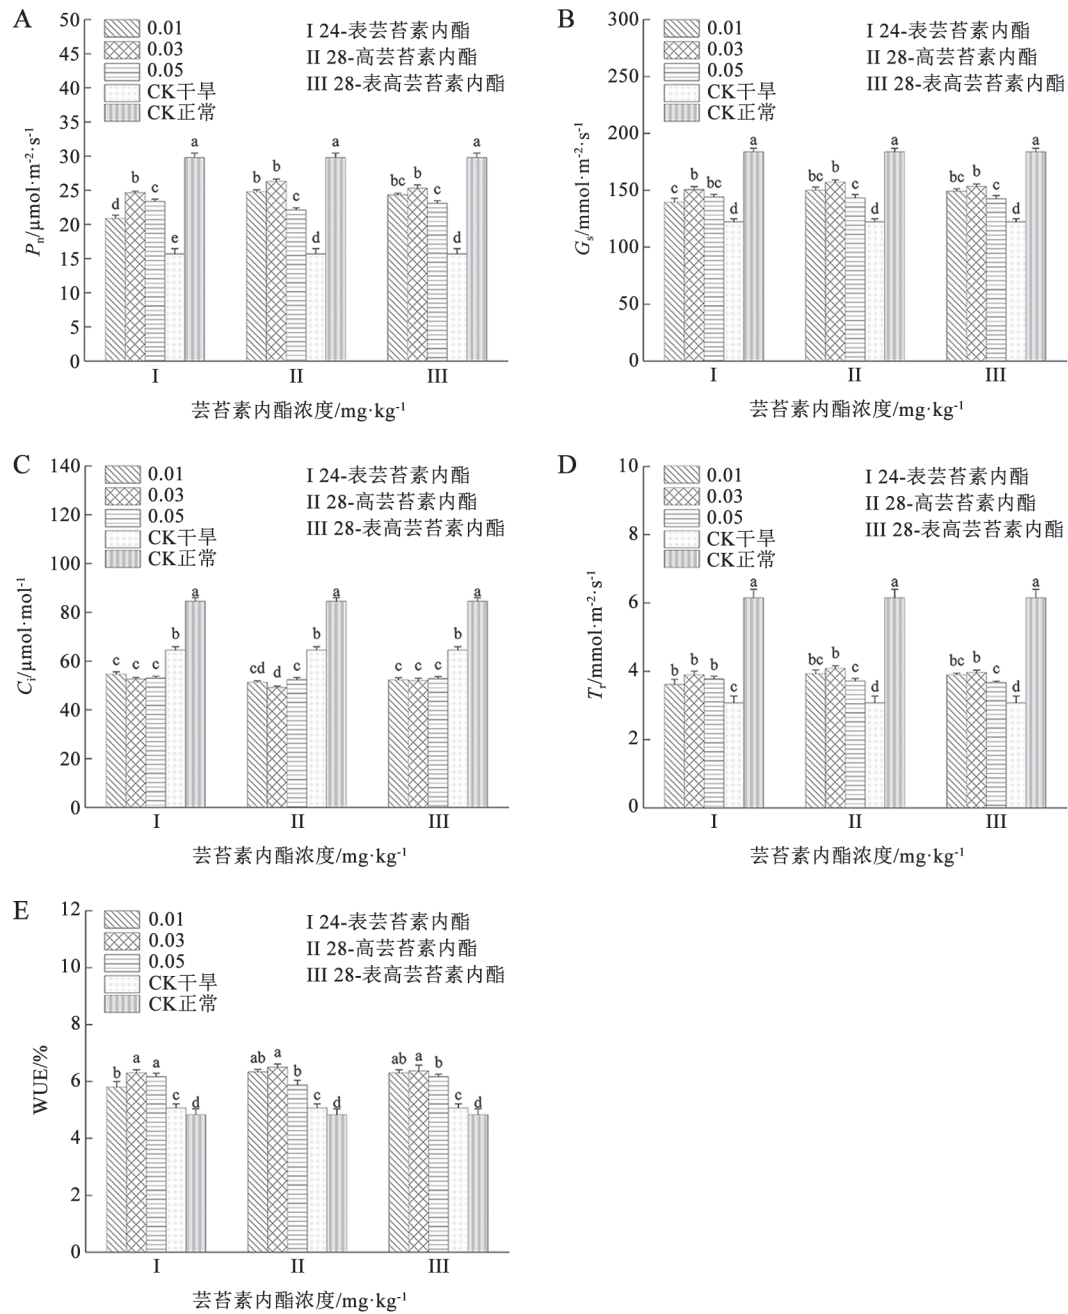 A
50
45
40
35
30
25
20
15
10
5
0
Pn/μmol·m-2·s-1
0.01
0.03
0.05
CK干旱
CK正常
I 24-表芸苔素内酯
II 28-高芸苔素内酯
III 28-表高芸苔素内酯
d b c e a
b b c d a
bc b c d a
I II III
芸苔素内酯浓度/mg·kg-1
B
300
250
200
150
100
50
0
Gs/mmol·m-2·s-1
0.01
0.03
0.05
CK干旱
CK正常
I 24-表芸苔素内酯
II 28-高芸苔素内酯
III 28-表高芸苔素内酯
c b bc d a
bc b c d a
bc b c d a
I II III
芸苔素内酯浓度/mg·kg-1
C
140
120
100
80
60
40
20
0
Ci/μmol·mol-1
0.01
0.03
0.05
CK干旱
CK正常
I 24-表芸苔素内酯
II 28-高芸苔素内酯
III 28-表高芸苔素内酯
c c c b a
cd d c b a
c c c b a
I II III
芸苔素内酯浓度/mg·kg-1
D
10
8
6
4
2
0
Tr/mmol·m-2·s-1
0.01
0.03
0.05
CK干旱
CK正常
I 24-表芸苔素内酯
II 28-高芸苔素内酯
III 28-表高芸苔素内酯
b b b c a
bc b c d a
bc b c d a
I II III
芸苔素内酯浓度/mg·kg-1
E
12
10
8
6
4
2
0
WUE/%
0.01
0.03
0.05
CK干旱
CK正常
I 24-表芸苔素内酯
II 28-高芸苔素内酯
III 28-表高芸苔素内酯
b a a c d
ab a b c d
ab a b c d
I II III
芸苔素内酯浓度/mg·kg-1